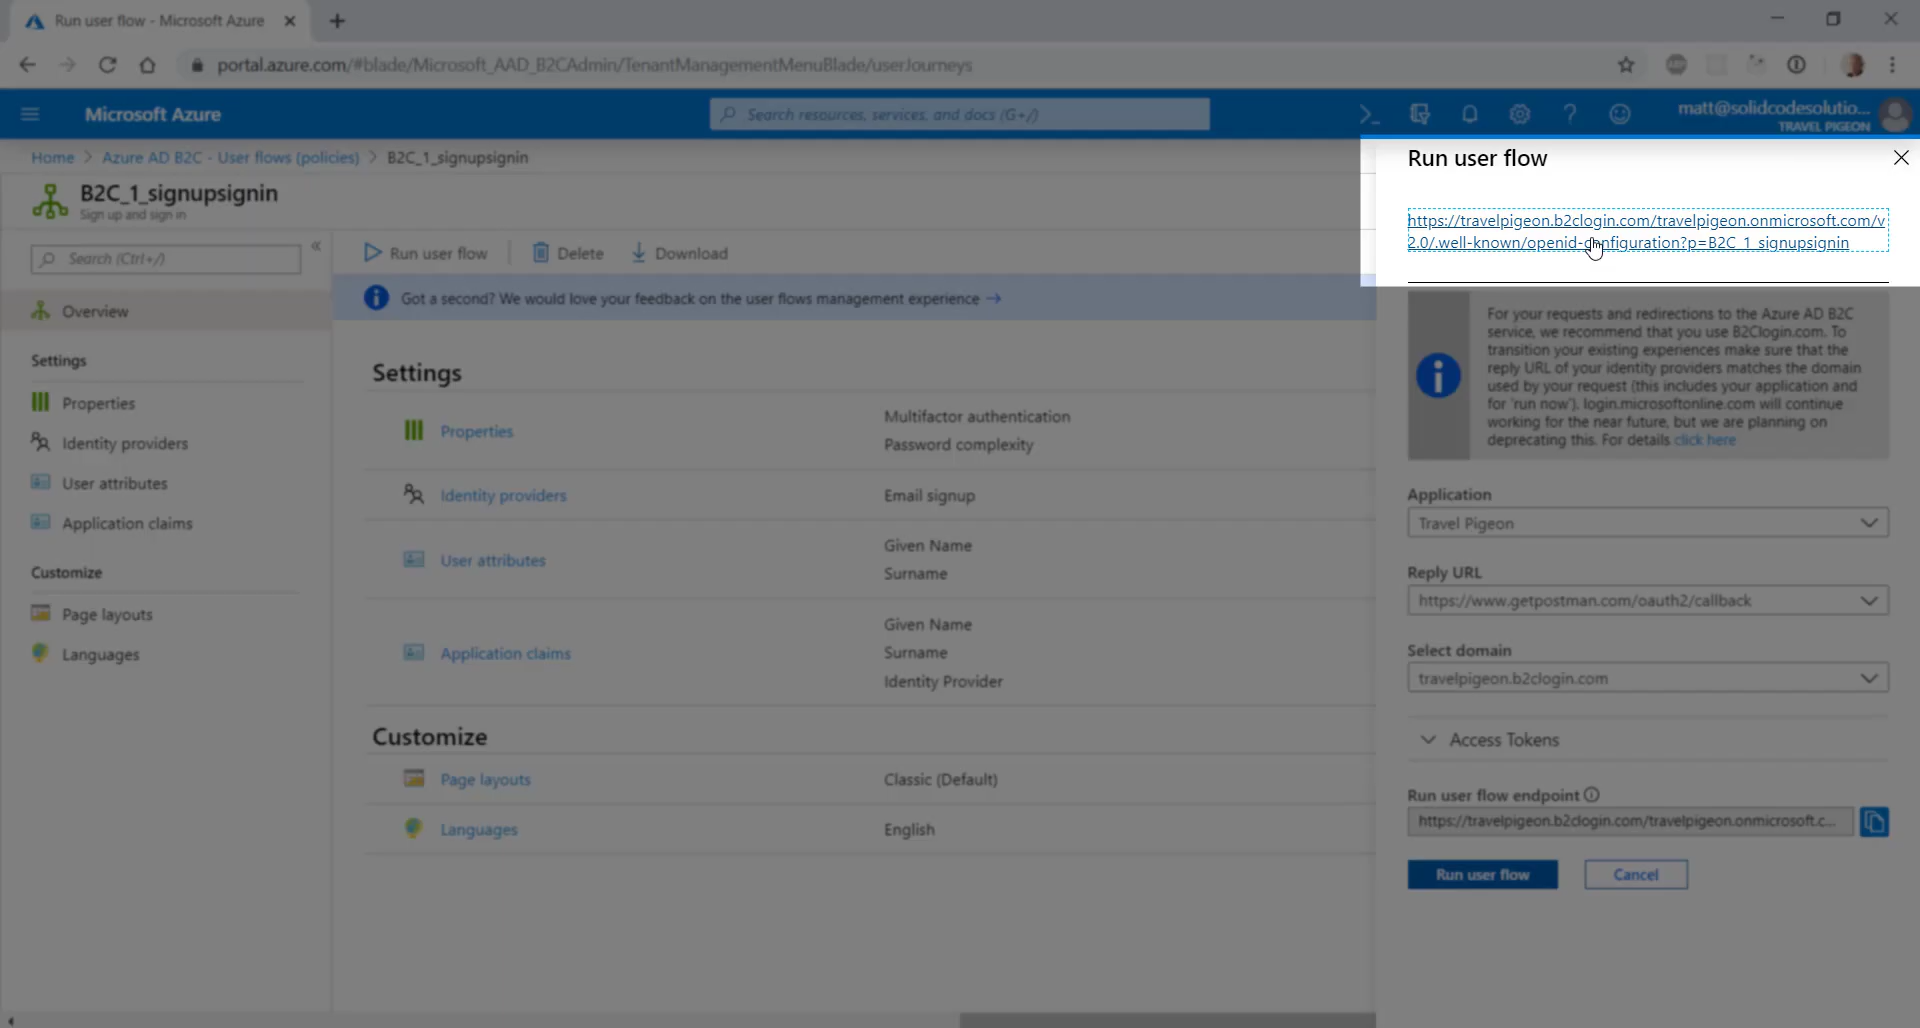 Run user flow - Microsoft Azure
portal.azure.com/#blade/Microsoft_AAD_B2CAdmin/TenantManagementMenuBlade/userJourneys
Microsoft Azure
Search resources, services, and docs (G+/)
matt@solidcodesolutio...
TRAVEL PIGEON
Home > Azure AD B2C - User flows (policies) > B2C_1_signupsignin
B2C_1_signupsignin
Sign up and sign in
Search (Ctrl+/)
Overview
Settings
Properties
Identity providers
User attributes
Application claims
Customize
Page layouts
Languages
Run user flow
Delete
Download
Got a second? We would love your feedback on the user flows management experience →
Settings
Properties
Multifactor authentication
Password complexity
Identity providers
Email signup
User attributes
Given Name
Surname
Application claims
Given Name
Surname
Identity Provider
Customize
Page layouts
Classic (Default)
Languages
English
Run user flow
https://travelpigeon.b2clogin.com/travelpigeon.onmicrosoft.com/v
2.0/.well-known/openid-configuration?p=B2C_1_signupsignin
For your requests and redirections to the Azure AD B2C
service, we recommend that you use B2Clogin.com. To
transition your existing experiences make sure that the
reply URL of your identity providers matches the domain
used by your request (this includes your application and
for 'run now'). login.microsoftonline.com will continue
working for the near future, but we are planning on
deprecating this. For details click here
Application
Travel Pigeon
Reply URL
https://www.getpostman.com/oauth2/callback
Select domain
travelpigeon.b2clogin.com
Access Tokens
Run user flow endpoint
https://travelpigeon.b2clogin.com/travelpigeon.onmicrosoft.c...
Run user flow
Cancel